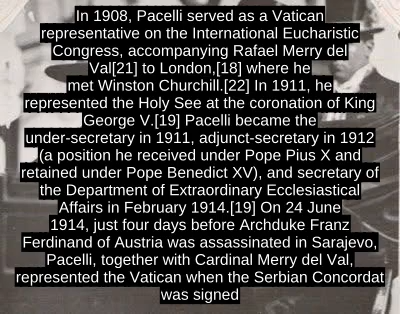 In 1908, Pacelli served as a Vatican
representative on the International Eucharistic
Congress, accompanying Rafael Merry del
Val[21] to London,[18] where he
met Winston Churchill.[22] In 1911, he
represented the Holy See at the coronation of King
George V.[19] Pacelli became the
under-secretary in 1911, adjunct-secretary in 1912
(a position he received under Pope Pius X and
retained under Pope Benedict XV), and secretary of
the Department of Extraordinary Ecclesiastical
Affairs in February 1914.[19] On 24 June
1914, just four days before Archduke Franz
Ferdinand of Austria was assassinated in Sarajevo,
Pacelli, together with Cardinal Merry del Val,
represented the Vatican when the Serbian Concordat
was signed